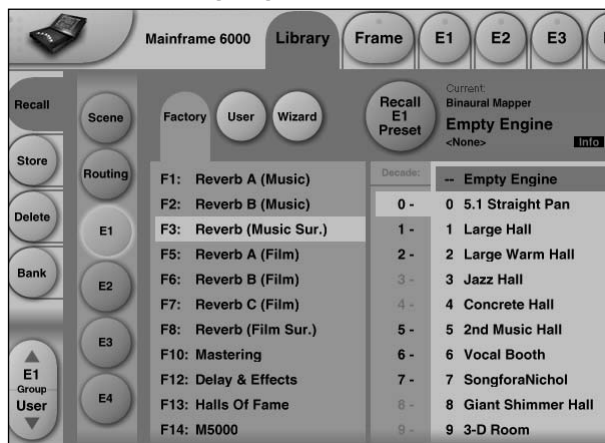 Mainframe 6000
Library
Frame
E1
E2
E3
Recall
Store
Delete
Bank
E1
Group
User
Scene
Routing
E1
E2
E3
E4
Factory
User
Wizard
Recall
E1
Preset
Current:
Binaural Mapper
Empty Engine
<None>
Info
F1: Reverb A (Music)
F2: Reverb B (Music)
F3: Reverb (Music Sur.)
F5: Reverb A (Film)
F6: Reverb B (Film)
F7: Reverb C (Film)
F8: Reverb (Film Sur.)
F10: Mastering
F12: Delay & Effects
F13: Halls Of Fame
F14: M5000
Decade:
0 -
1 -
2 -
3 -
4 -
5 -
6 -
7 -
8 -
9 -
-- Empty Engine
0 5.1 Straight Pan
1 Large Hall
2 Large Warm Hall
3 Jazz Hall
4 Concrete Hall
5 2nd Music Hall
6 Vocal Booth
7 SongforaNichol
8 Giant Shimmer Hall
9 3-D Room